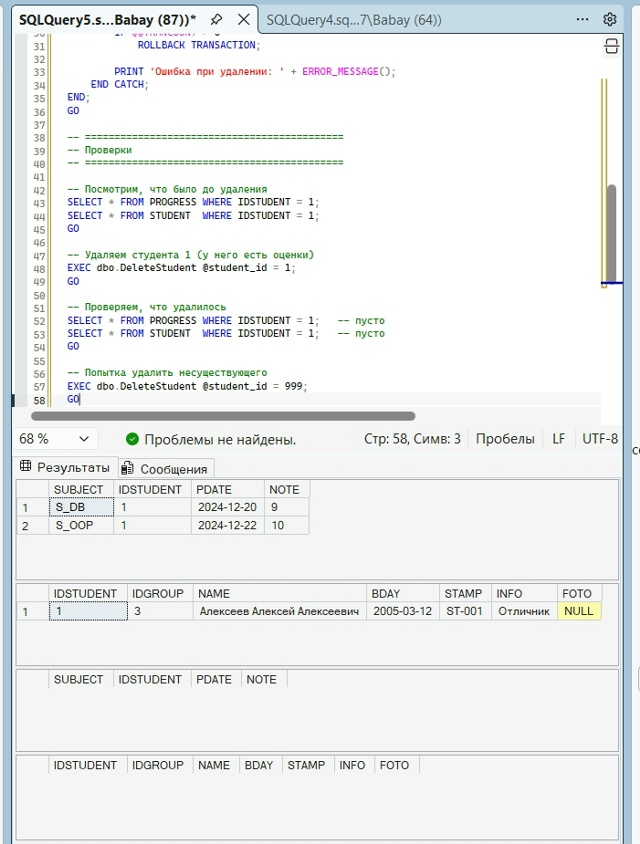 SQLQuery5.s...Babay (87))* SQLQuery4.sq...7\Babay (64))
31 ROLLBACK TRANSACTION;
32
33 PRINT 'Ошибка при удалении: ' + ERROR_MESSAGE();
34 END CATCH;
35 END;
36 GO
37
38 -- ============================================
39 -- Проверки
40 -- ============================================
41
42 -- Посмотрим, что было до удаления
43 SELECT * FROM PROGRESS WHERE IDSTUDENT = 1;
44 SELECT * FROM STUDENT  WHERE IDSTUDENT = 1;
45 GO
46
47 -- Удаляем студента 1 (у него есть оценки)
48 EXEC dbo.DeleteStudent @student_id = 1;
49 GO
50
51 -- Проверяем, что удалилось
52 SELECT * FROM PROGRESS WHERE IDSTUDENT = 1;   -- пусто
53 SELECT * FROM STUDENT  WHERE IDSTUDENT = 1;   -- пусто
54 GO
55
56 -- Попытка удалить несуществующего
57 EXEC dbo.DeleteStudent @student_id = 999;
58 GO
68 % Проблемы не найдены. Стр: 58, Симв: 3 Пробелы LF UTF-8
Результаты Сообщения
SUBJECT IDSTUDENT PDATE NOTE
1 S_DB 1 2024-12-20 9
2 S_OOP 1 2024-12-22 10
IDSTUDENT IDGROUP NAME BDAY STAMP INFO FOTO
1 1 3 Алексеев Алексей Алексеевич 2005-03-12 ST-001 Отличник NULL
SUBJECT IDSTUDENT PDATE NOTE
IDSTUDENT IDGROUP NAME BDAY STAMP INFO FOTO